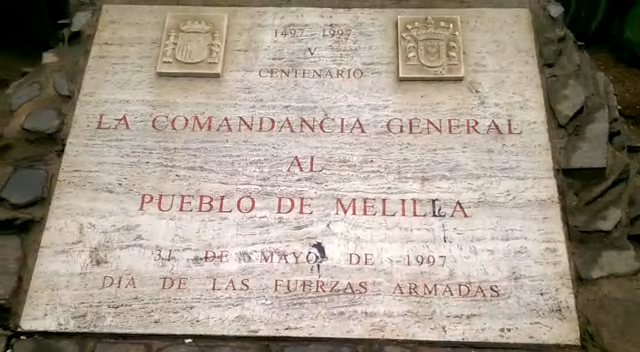 1497 - 1997
V
CENTENARIO
LA COMANDANCIA GENERAL
AL
PUEBLO DE MELILLA
31 DE MAYO DE 1997
DIA DE LAS FUERZAS ARMADAS